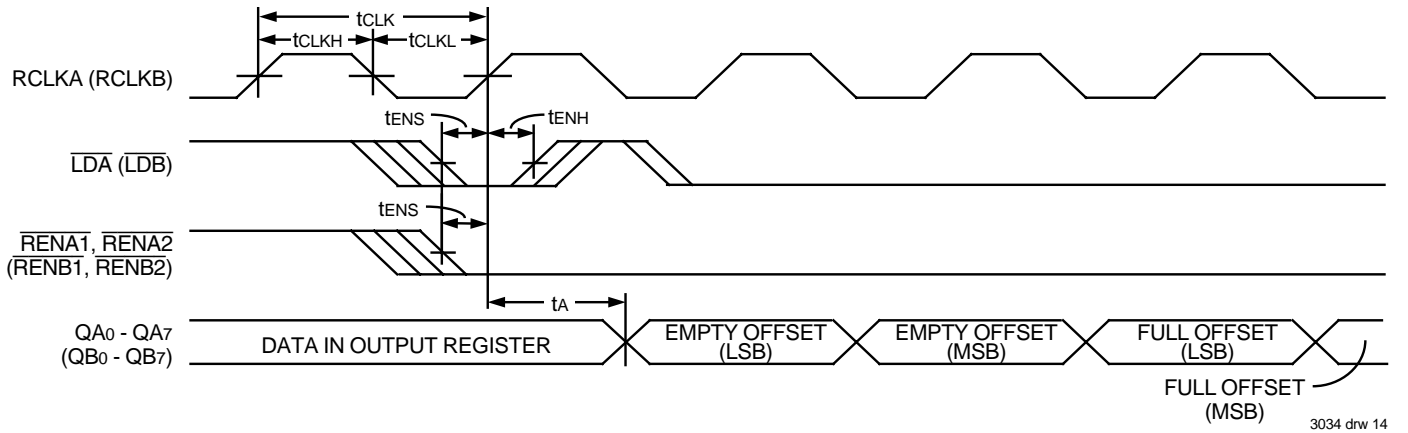 tCLK
tCLKH
tCLKL
RCLKA (RCLKB)
tENS
tENH
LDA (LDB)
tENS
RENA1, RENA2
(RENB1, RENB2)
tA
QA0 - QA7
(QB0 - QB7)
DATA IN OUTPUT REGISTER
EMPTY OFFSET
(LSB)
EMPTY OFFSET
(MSB)
FULL OFFSET
(LSB)
FULL OFFSET
(MSB)
3034 drw 14